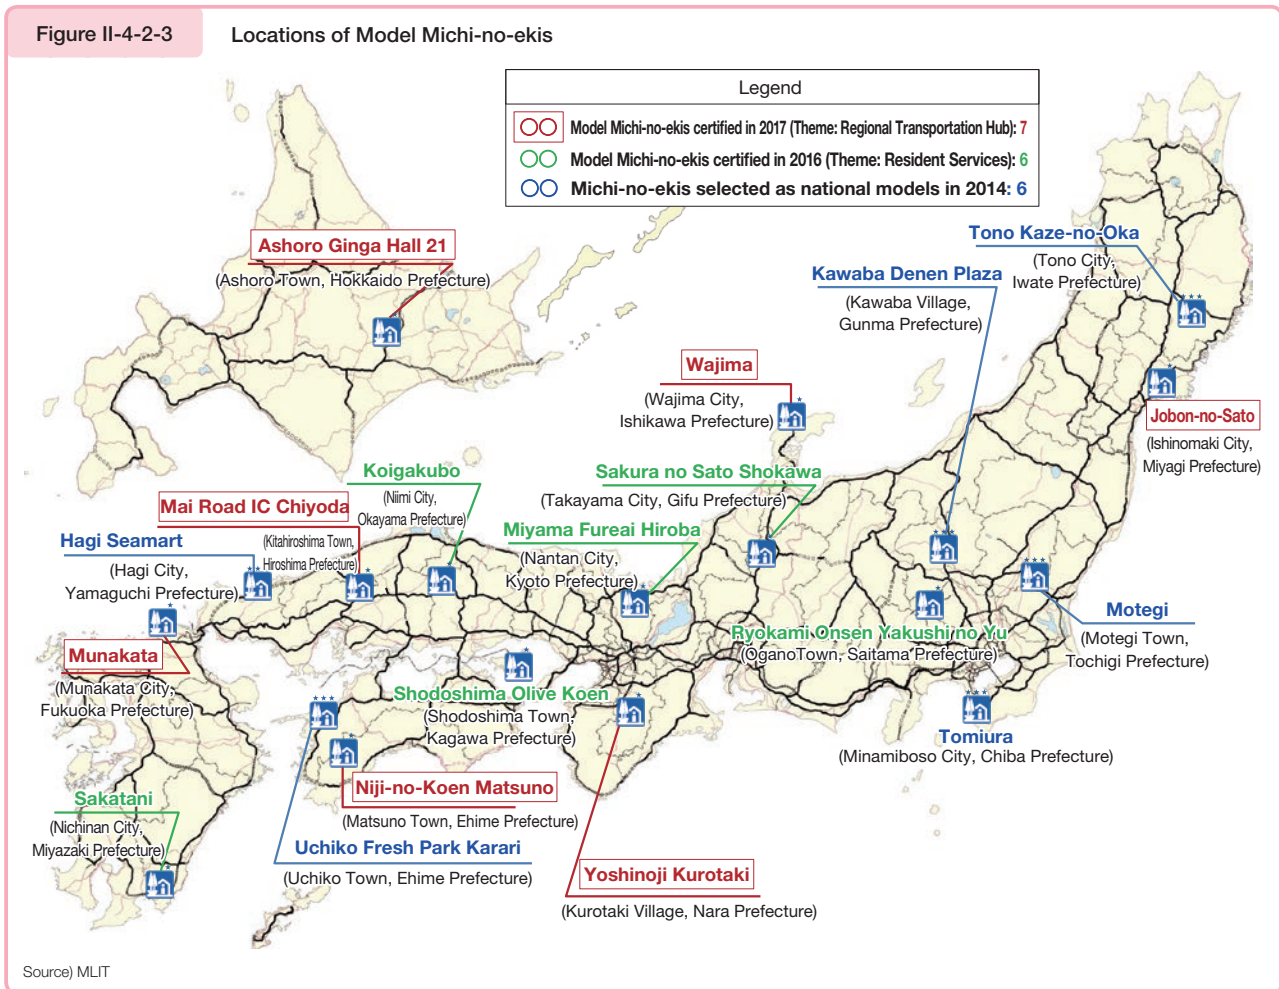 Figure II-4-2-3
Locations of Model Michi-no-ekis
Legend
○○ Model Michi-no-ekis certified in 2017 (Theme: Regional Transportation Hub): 7
○○ Model Michi-no-ekis certified in 2016 (Theme: Resident Services): 6
○○ Michi-no-ekis selected as national models in 2014: 6
Ashoro Ginga Hall 21
(Ashoro Town, Hokkaido Prefecture)
Tono Kaze-no-Oka
(Tono City,
Iwate Prefecture)
Kawaba Denen Plaza
(Kawaba Village,
Gunma Prefecture)
Wajima
(Wajima City,
Ishikawa Prefecture)
Jobon-no-Sato
(Ishinomaki City,
Miyagi Prefecture)
Koigakubo
(Niimi City,
Okayama Prefecture)
Sakura no Sato Shokawa
(Takayama City, Gifu Prefecture)
Mai Road IC Chiyoda
(Kitahiroshima Town,
Hiroshima Prefecture)
Miyama Fureai Hiroba
(Nantan City,
Kyoto Prefecture)
Hagi Seamart
(Hagi City,
Yamaguchi Prefecture)
Motegi
(Motegi Town,
Tochigi Prefecture)
Ryokami Onsen Yakushi no Yu
(OganoTown, Saitama Prefecture)
Munakata
(Munakata City,
Fukuoka Prefecture)
Shodoshima Olive Koen
(Shodoshima Town,
Kagawa Prefecture)
Tomiura
(Minamiboso City, Chiba Prefecture)
Niji-no-Koen Matsuno
(Matsuno Town, Ehime Prefecture)
Sakatani
(Nichinan City,
Miyazaki Prefecture)
Uchiko Fresh Park Karari
(Uchiko Town, Ehime Prefecture)
Yoshinoji Kurotaki
(Kurotaki Village, Nara Prefecture)
Source) MLIT